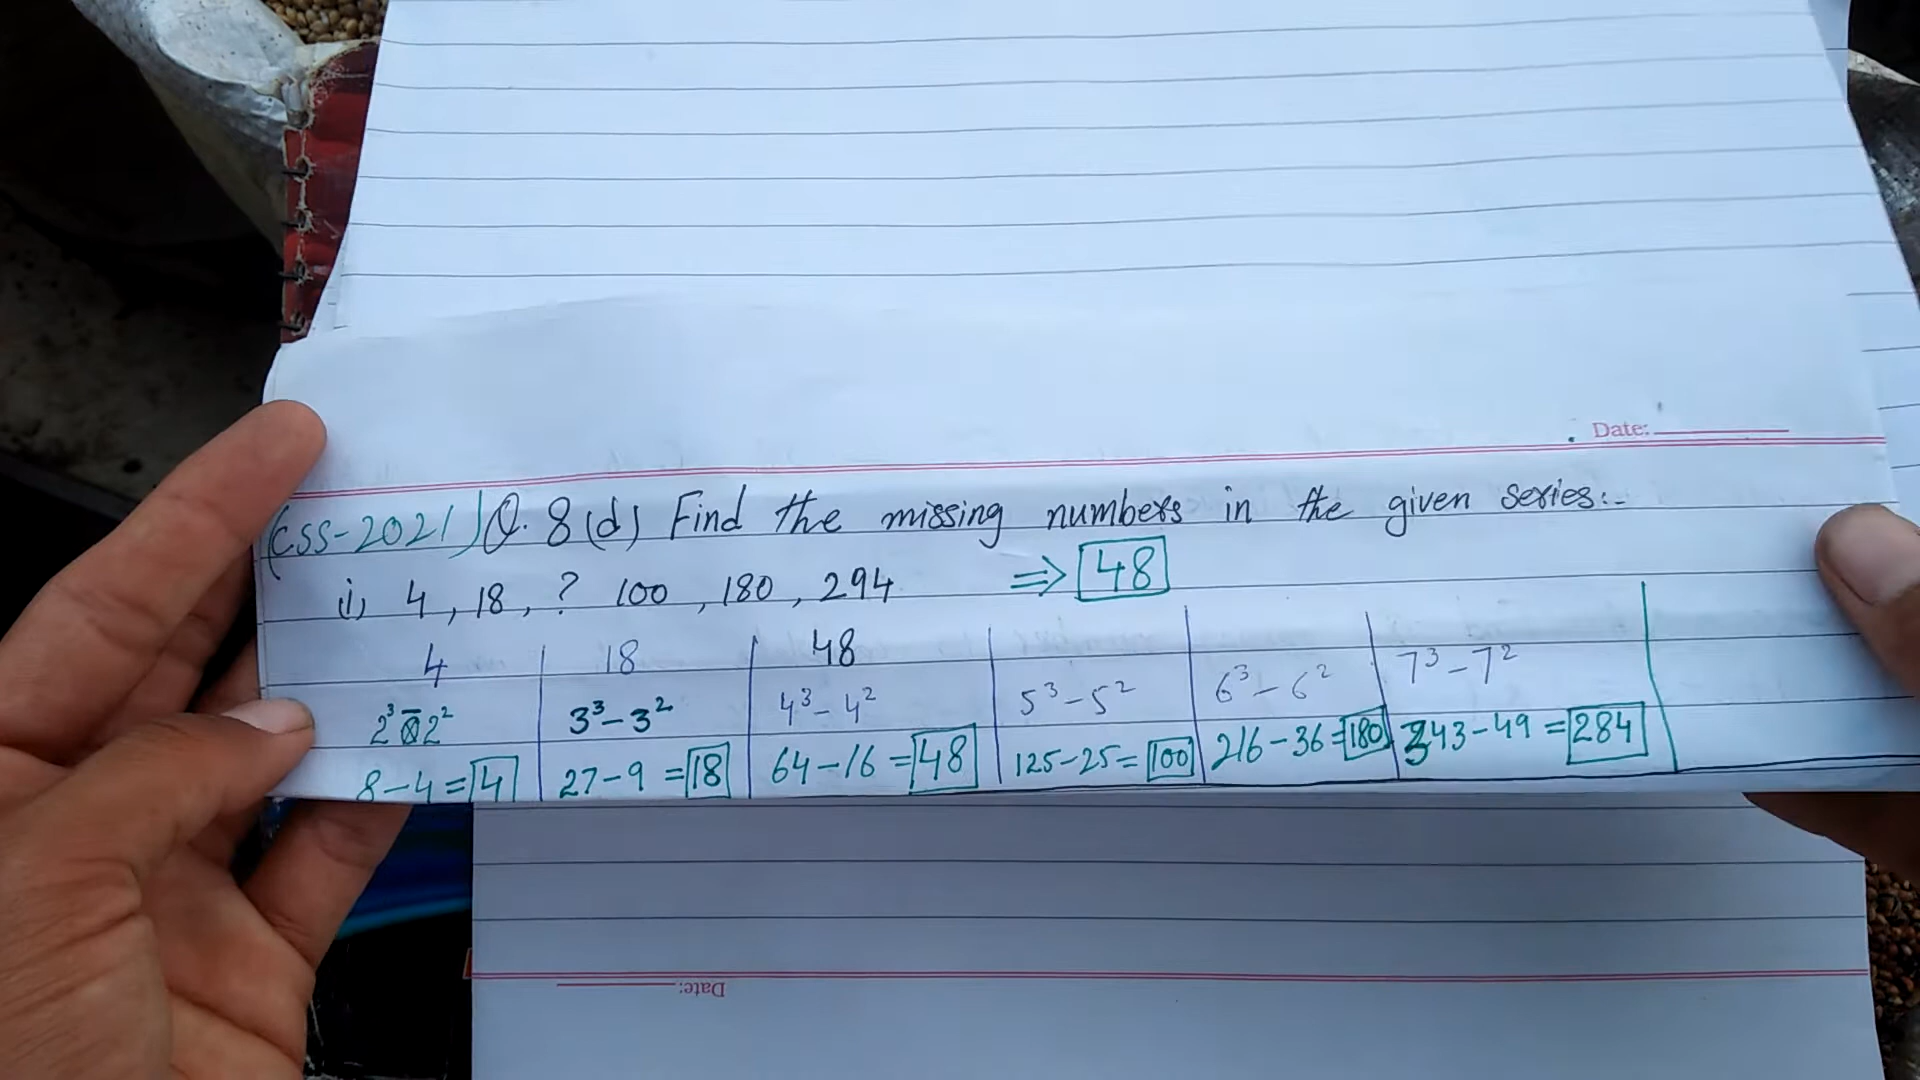 Date:
(CSS-2021) Q. 8 (d) Find the missing numbers in the given series:-
i) 4, 18, ? 100, 180, 294 ⇒ 48
4 18 48
2³ - 2² 3³-3² 4³-4² 5³-5² 6³-6² 7³-7²
8-4=4 27-9=18 64-16=48 125-25=100 216-36=180 343-49=284
Date: